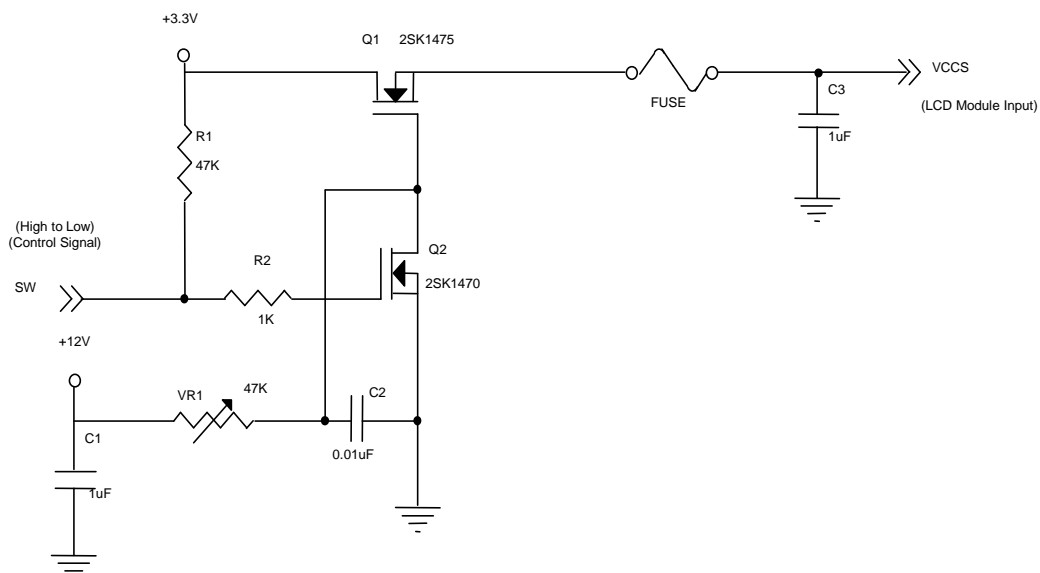 +3.3V
Q1 2SK1475
VCCS
FUSE
C3
(LCD Module Input)
1uF
R1
47K
(High to Low)
(Control Signal)
Q2
R2
2SK1470
SW
1K
+12V
VR1
47K
C2
C1
0.01uF
1uF